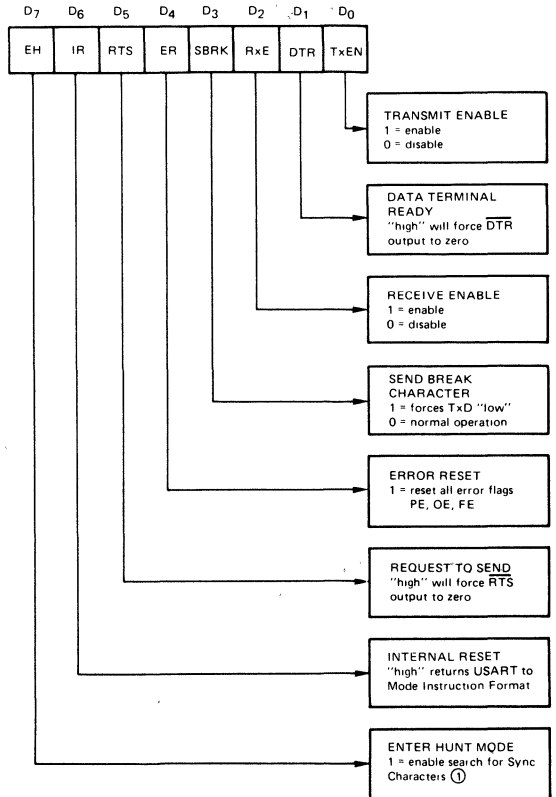 D7 D6 D5 D4 D3 D2 D1 D0
EH IR RTS ER SBRK RxE DTR TxEN
TRANSMIT ENABLE
1 = enable
0 = disable
DATA TERMINAL
READY
"high" will force D̅T̅R̅
output to zero
RECEIVE ENABLE
1 = enable
0 = disable
SEND BREAK
CHARACTER
1 = forces TxD "low"
0 = normal operation
ERROR RESET
1 = reset all error flags
PE, OE, FE
REQUEST TO SEND
"high" will force R̅T̅S̅
output to zero
INTERNAL RESET
"high" returns USART to
Mode Instruction Format
ENTER HUNT MODE
1 = enable search for Sync
Characters ①